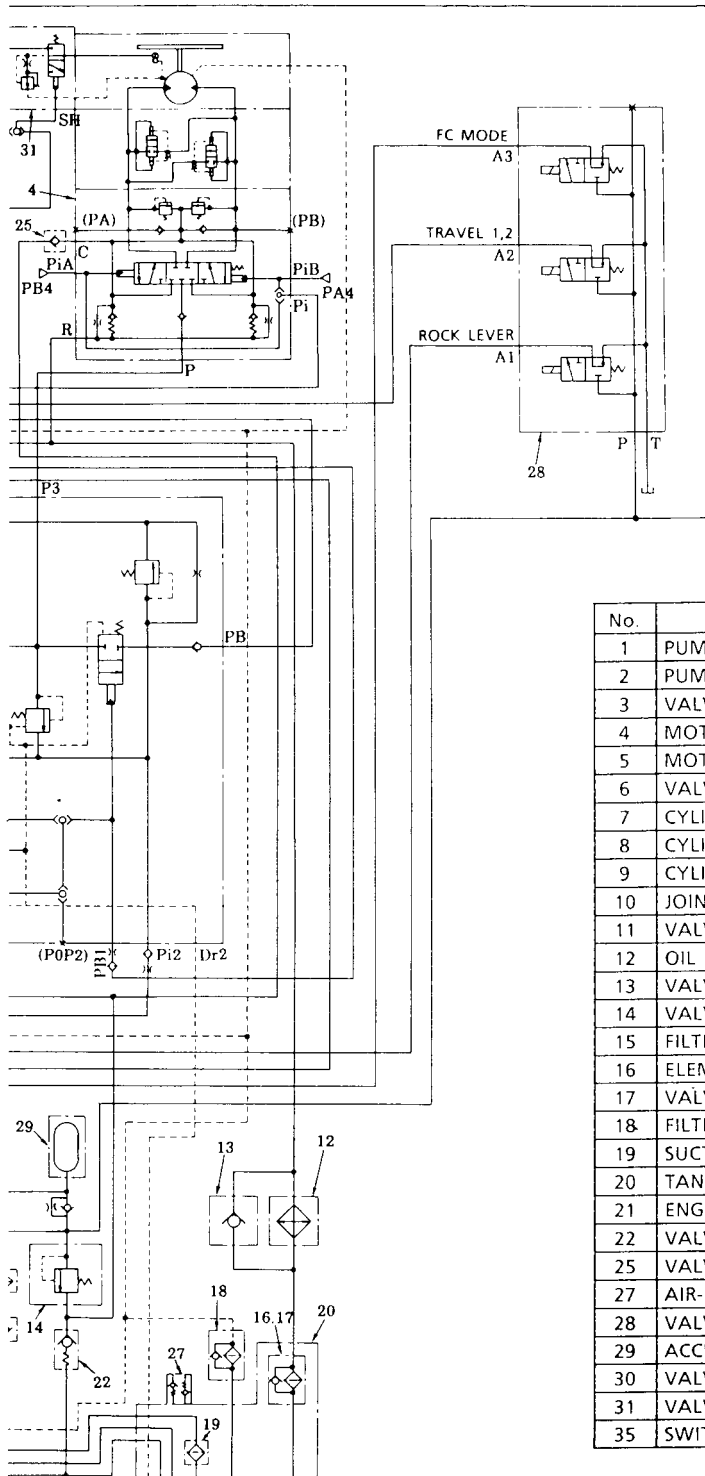 SH
31
4
25
(PA)
(PB)
C
PiA
PiB
PB4
PA4
Pi
R
P
FC MODE
A3
TRAVEL 1,2
A2
ROCK LEVER
A1
P T
28
P3
PB
(P0P2)
PB1
Pi2
Dr2
29
13
12
14
18
16.17
20
22
27
19
No.
1 PUM
2 PUM
3 VAL
4 MOT
5 MOT
6 VAL
7 CYLI
8 CYLI
9 CYLI
10 JOIN
11 VAL
12 OIL
13 VAL
14 VAL
15 FILT
16 ELEM
17 VAL
18 FILT
19 SUCT
20 TAN
21 ENG
22 VAL
25 VAL
27 AIR-
28 VAL
29 ACC
30 VAL
31 VAL
35 SWIT